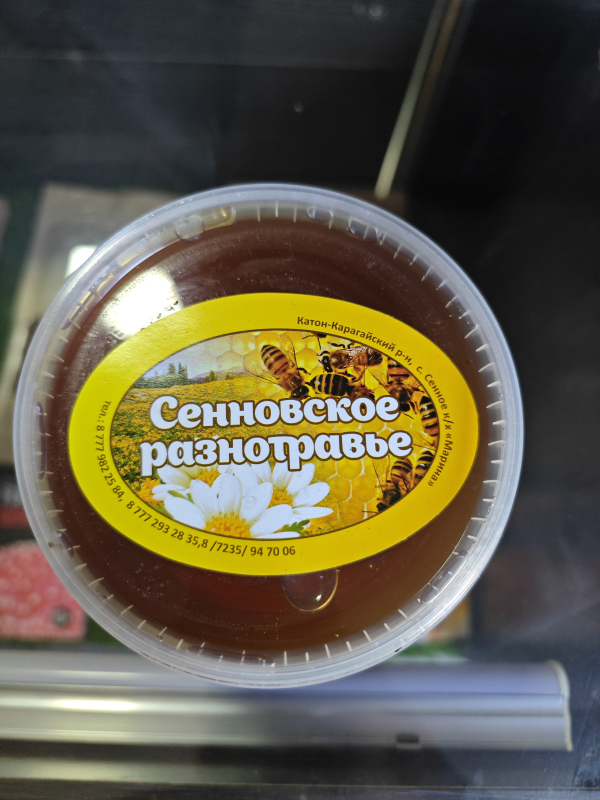 Катон-Карагайский р-н, с. Сенное к/х «Марина»
Сенновское
разнотравье
тел.: 8 777 982 25 84, 8 777 293 28 35,8 /7235/ 94 70 06